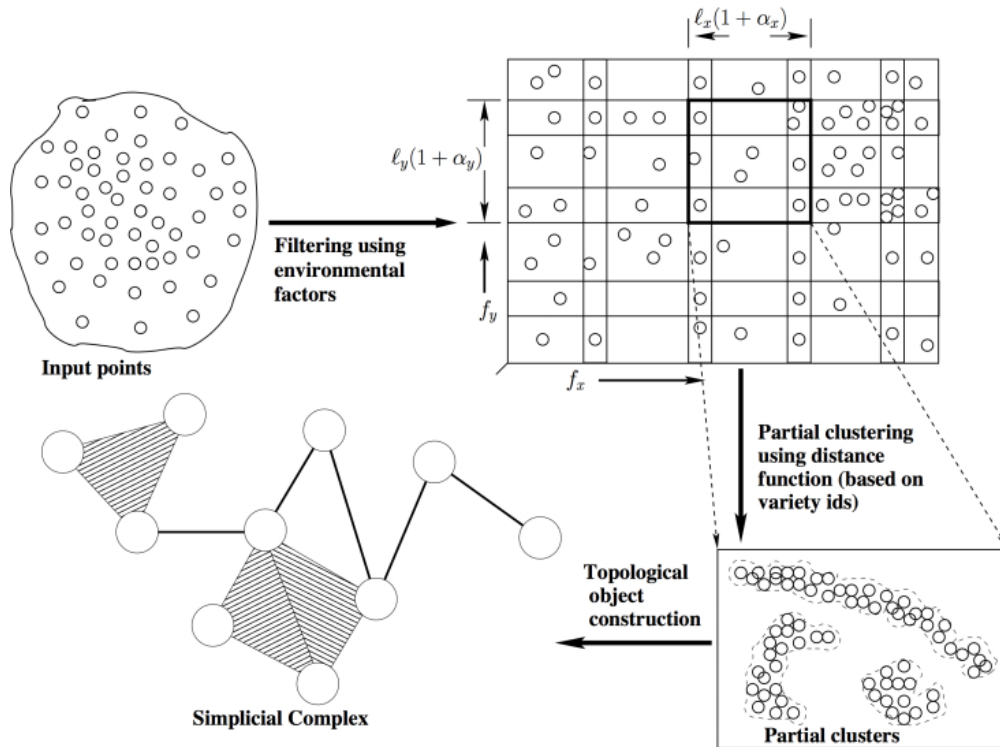 ℓx(1 + αx)
ℓy(1 + αy)
Filtering using
environmental
factors
fy
Input points
fx
Partial clustering
using distance
function (based on
variety ids)
Topological
object
construction
Simplicial Complex
Partial clusters